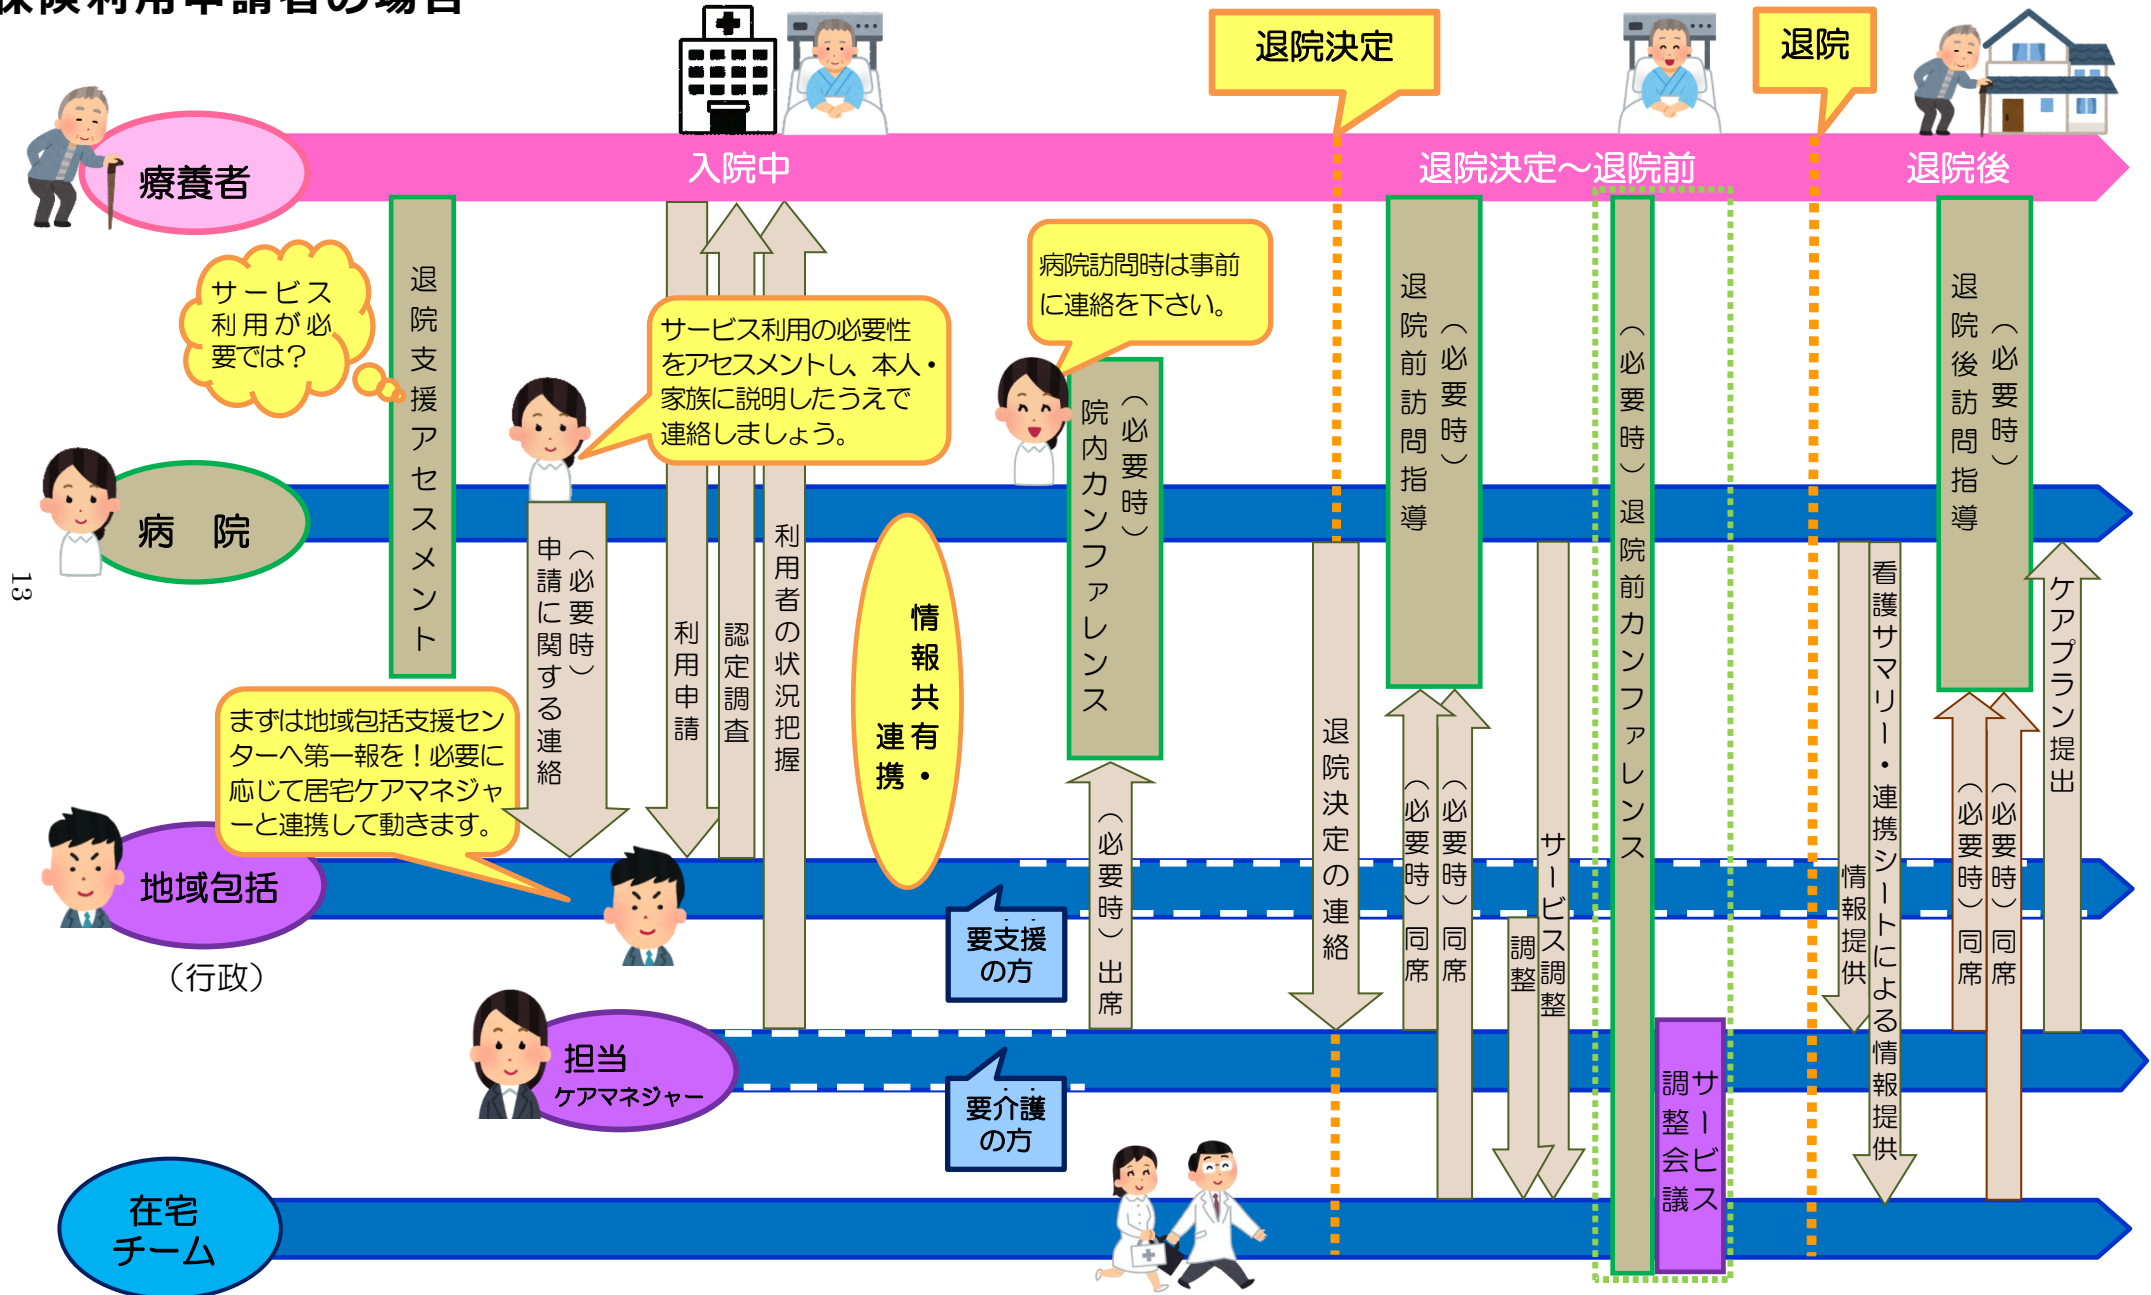 保険利用申請者の場合
退院決定
退院
療養者
入院中
退院決定～退院前
退院後
サービス
利用が必
要では?
退院支援アセスメント
サービス利用の必要性
をアセスメントし、本人・
家族に説明したうえで
連絡しましょう。
病院訪問時は事前
に連絡を下さい。
病　院
(必要時)
申請に関する連絡
利用申請
認定調査
利用者の状況把握
情報共有・
連携
(必要時)
院内カンファレンス
(必要時)出席
退院決定の連絡
(必要時)
退院前訪問指導
(必要時)同席
(必要時)同席
サービス調整
調整
(必要時)退院前カンファレンス
サービス
調整会議
情報提供
看護サマリー・連携シートによる情報提供
(必要時)
退院後訪問指導
(必要時)同席
(必要時)同席
ケアプラン提出
まずは地域包括支援セン
ターへ第一報を！必要に
応じて居宅ケアマネジャ
ーと連携して動きます。
地域包括
(行政)
要支援
の方
担当
ケアマネジャー
要介護
の方
在宅
チーム
13